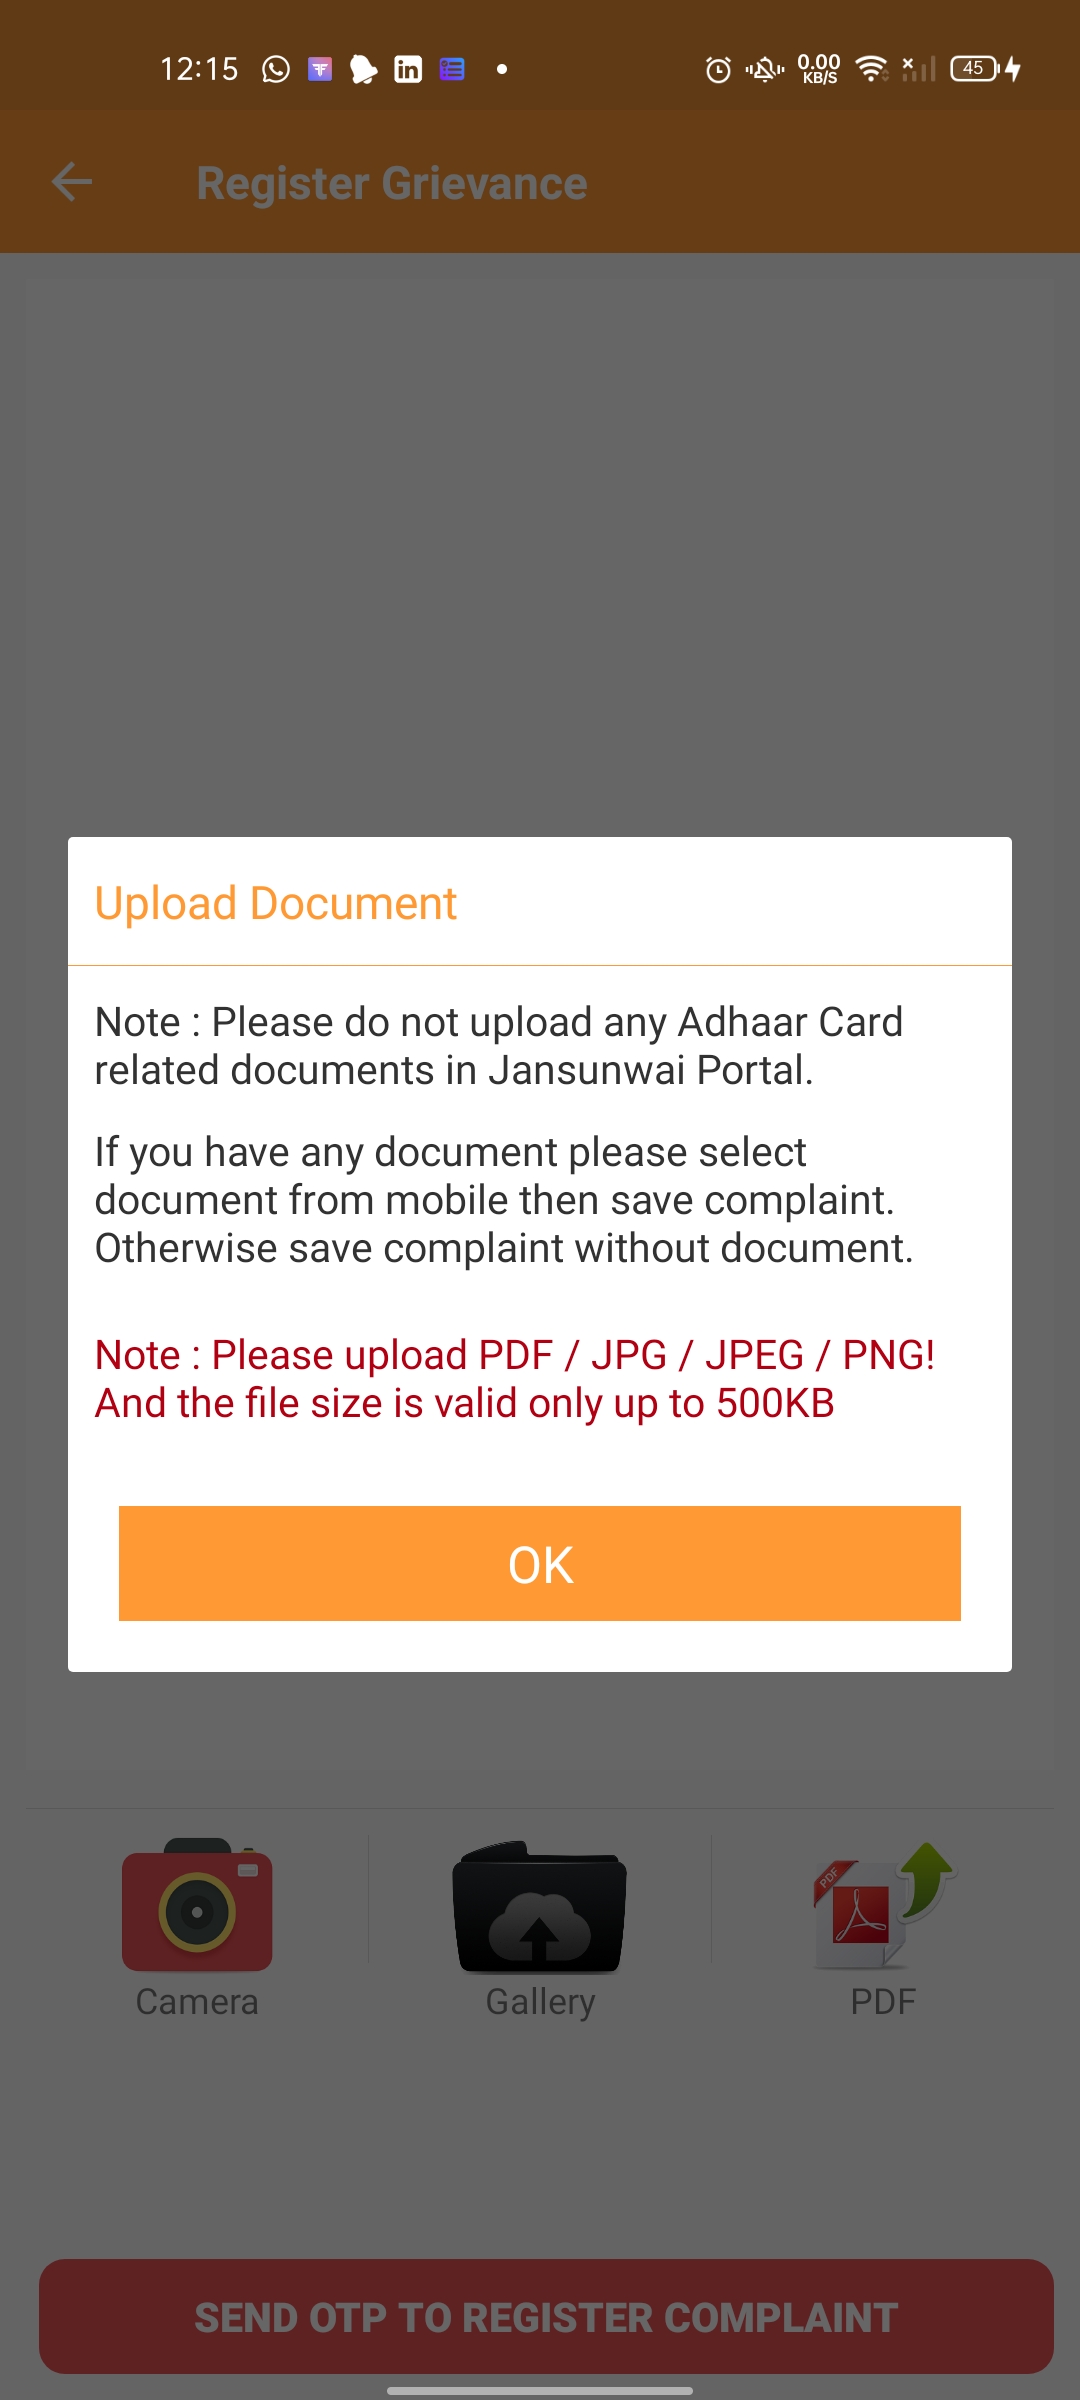 12:15 0.00 KB/S 45
Register Grievance
Upload Document
Note : Please do not upload any Adhaar Card
related documents in Jansunwai Portal.
If you have any document please select
document from mobile then save complaint.
Otherwise save complaint without document.
Note : Please upload PDF / JPG / JPEG / PNG!
And the file size is valid only up to 500KB
OK
PDF
Camera Gallery PDF
SEND OTP TO REGISTER COMPLAINT